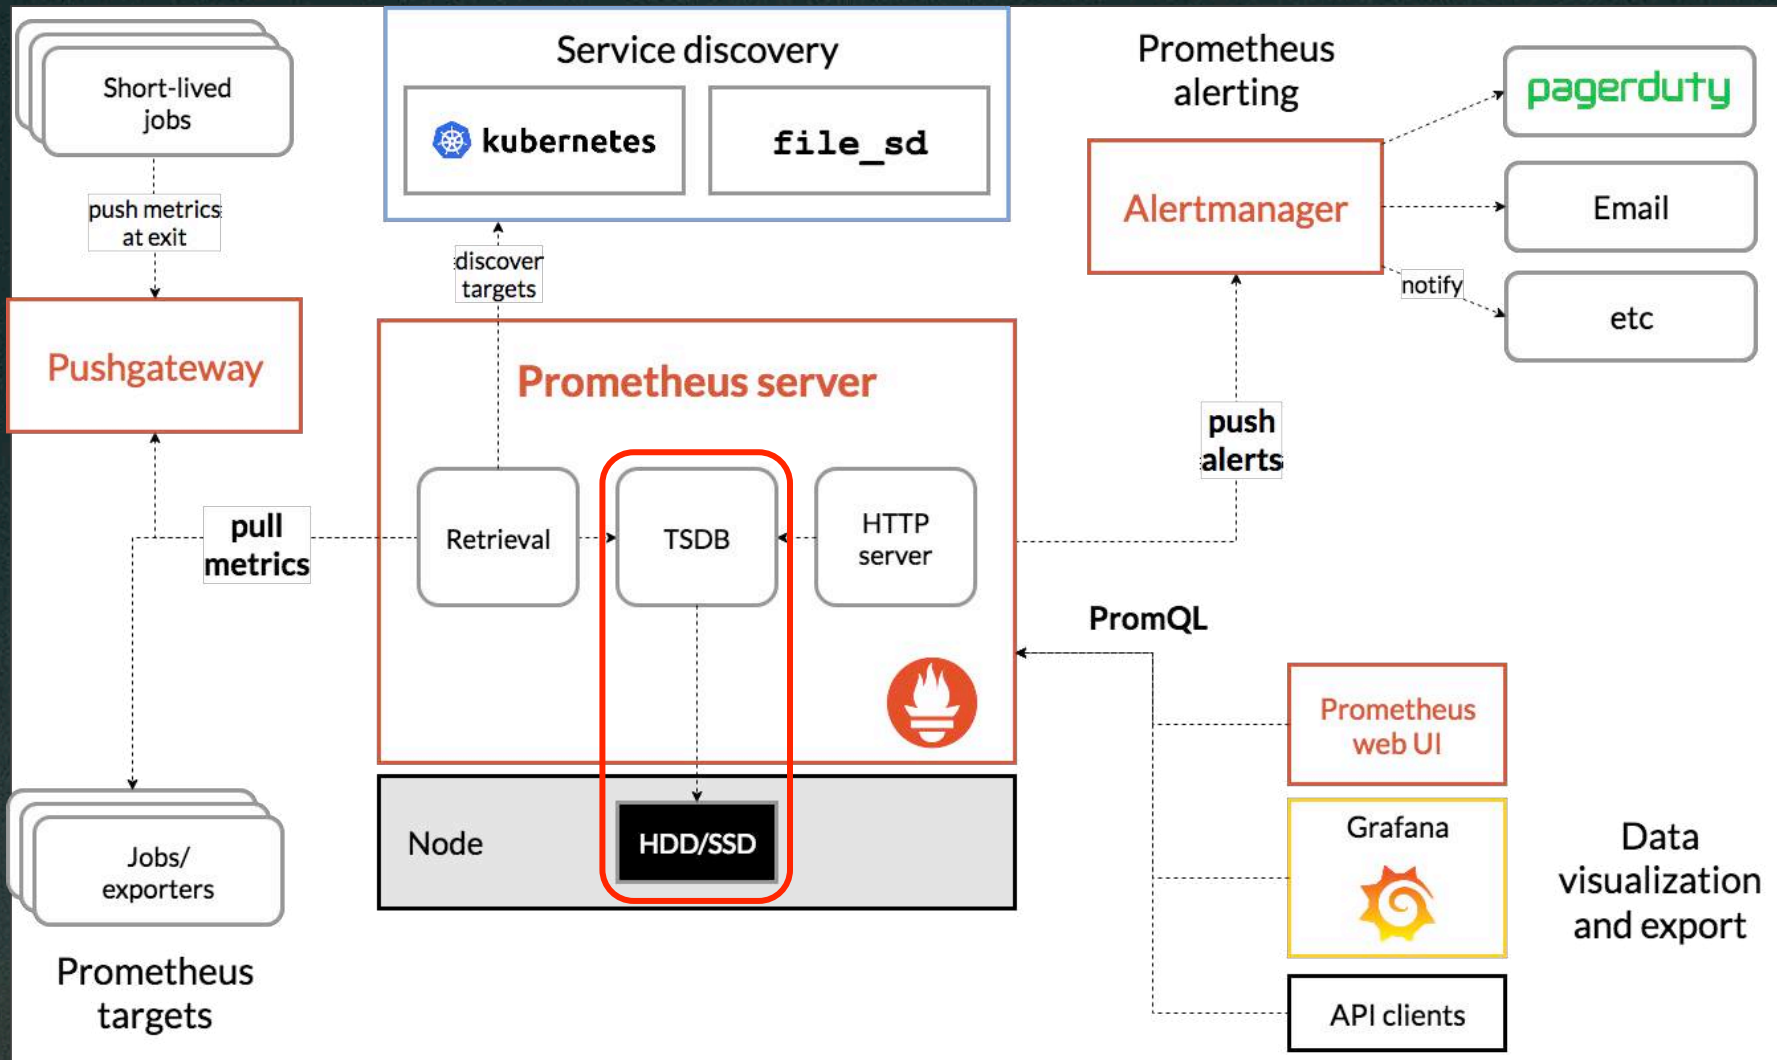 Short-lived
jobs
push metrics
at exit
Pushgateway
pull
metrics
Jobs/
exporters
Prometheus
targets
Service discovery
kubernetes
file_sd
discover
targets
Prometheus server
Retrieval
TSDB
HTTP
server
Node
HDD/SSD
Prometheus
alerting
Alertmanager
pagerduty
Email
notify
etc
push
alerts
PromQL
Prometheus
web UI
Grafana
API clients
Data
visualization
and export